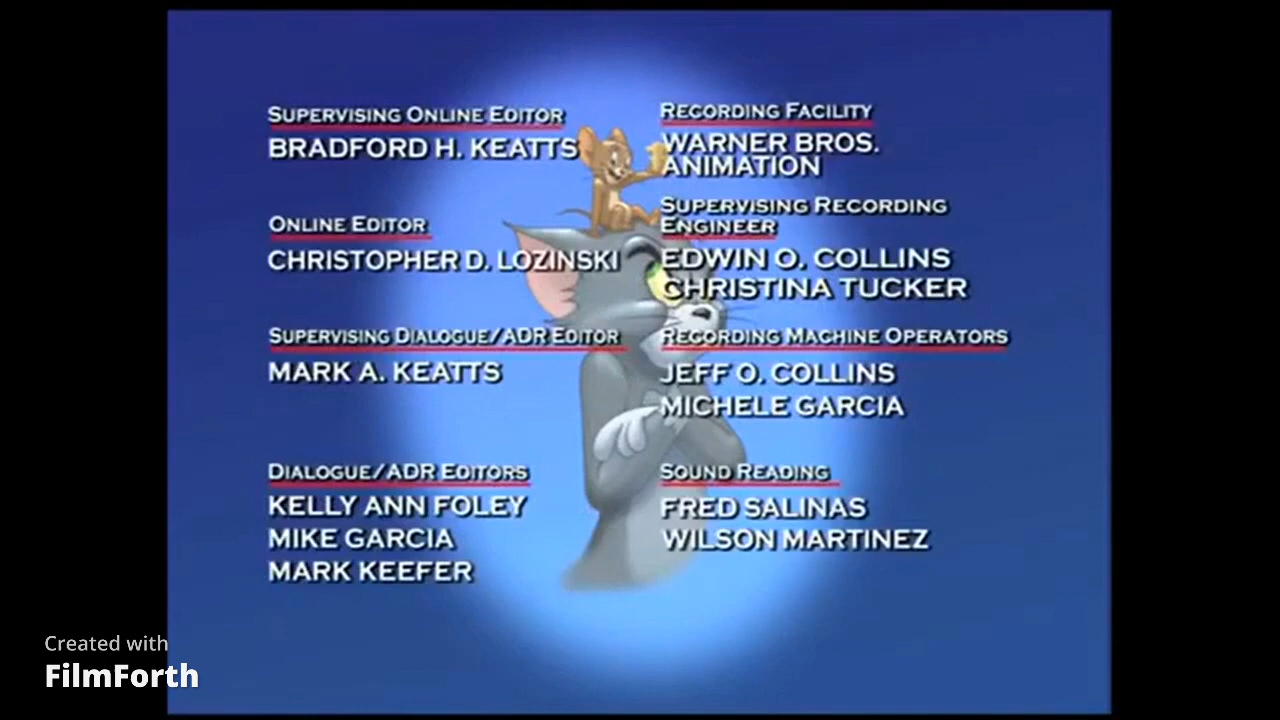 Supervising Online Editor
BRADFORD H. KEATTS
Online Editor
CHRISTOPHER D. LOZINSKI
Supervising Dialogue/ADR Editor
MARK A. KEATTS
Dialogue/ADR Editors
KELLY ANN FOLEY
MIKE GARCIA
MARK KEEFER
Recording Facility
WARNER BROS.
ANIMATION
Supervising Recording
Engineer
EDWIN O. COLLINS
CHRISTINA TUCKER
Recording Machine Operators
JEFF O. COLLINS
MICHELE GARCIA
Sound Reading
FRED SALINAS
WILSON MARTINEZ
Created with
FilmForth